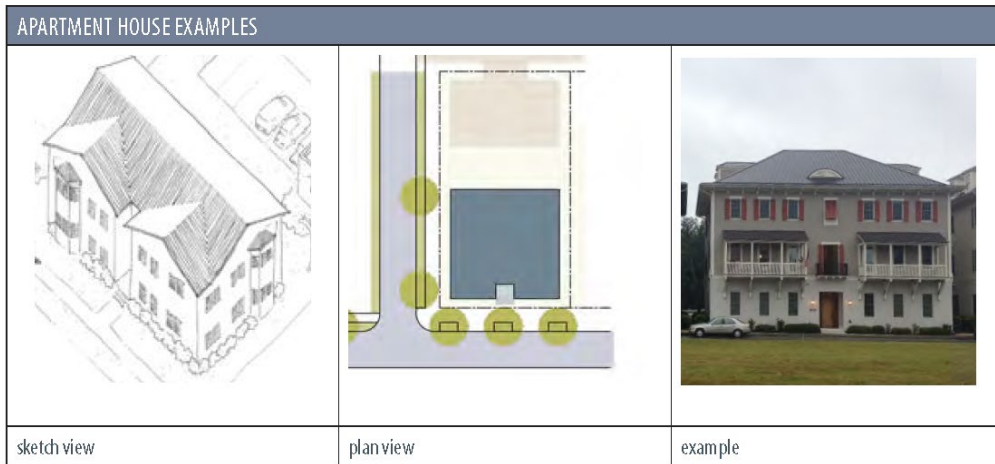 APARTMENT HOUSE EXAMPLES
sketch view
plan view
example